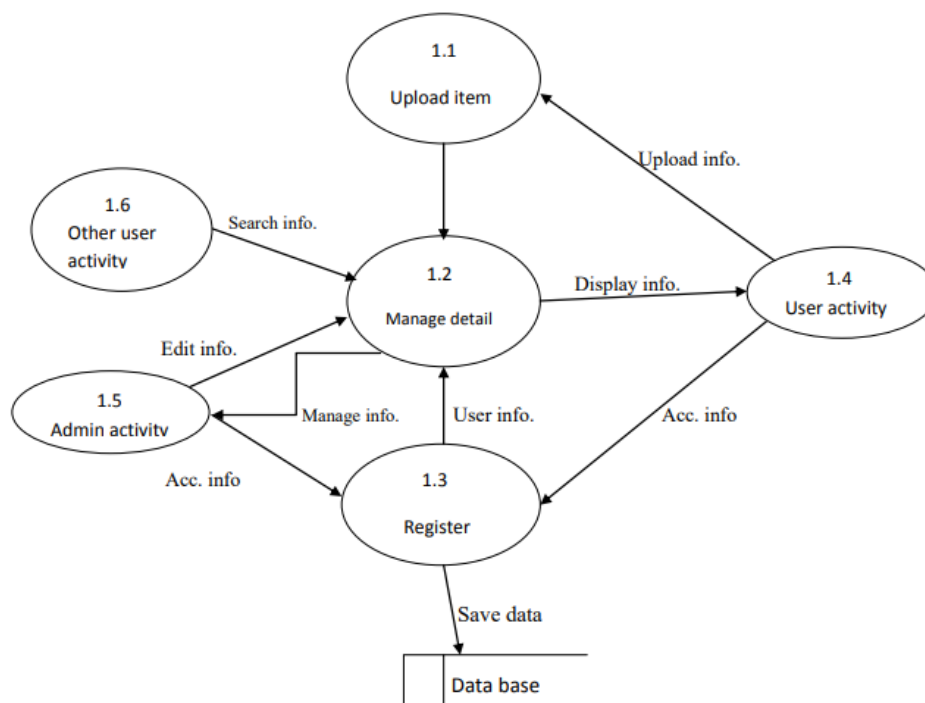 1.1
Upload item
Upload info.
1.6
Other user
activity
Search info.
1.2
Manage detail
Display info.
1.4
User activity
Edit info.
1.5
Admin activity
Manage info.
User info.
Acc. info
Acc. info
1.3
Register
Save data
Data base